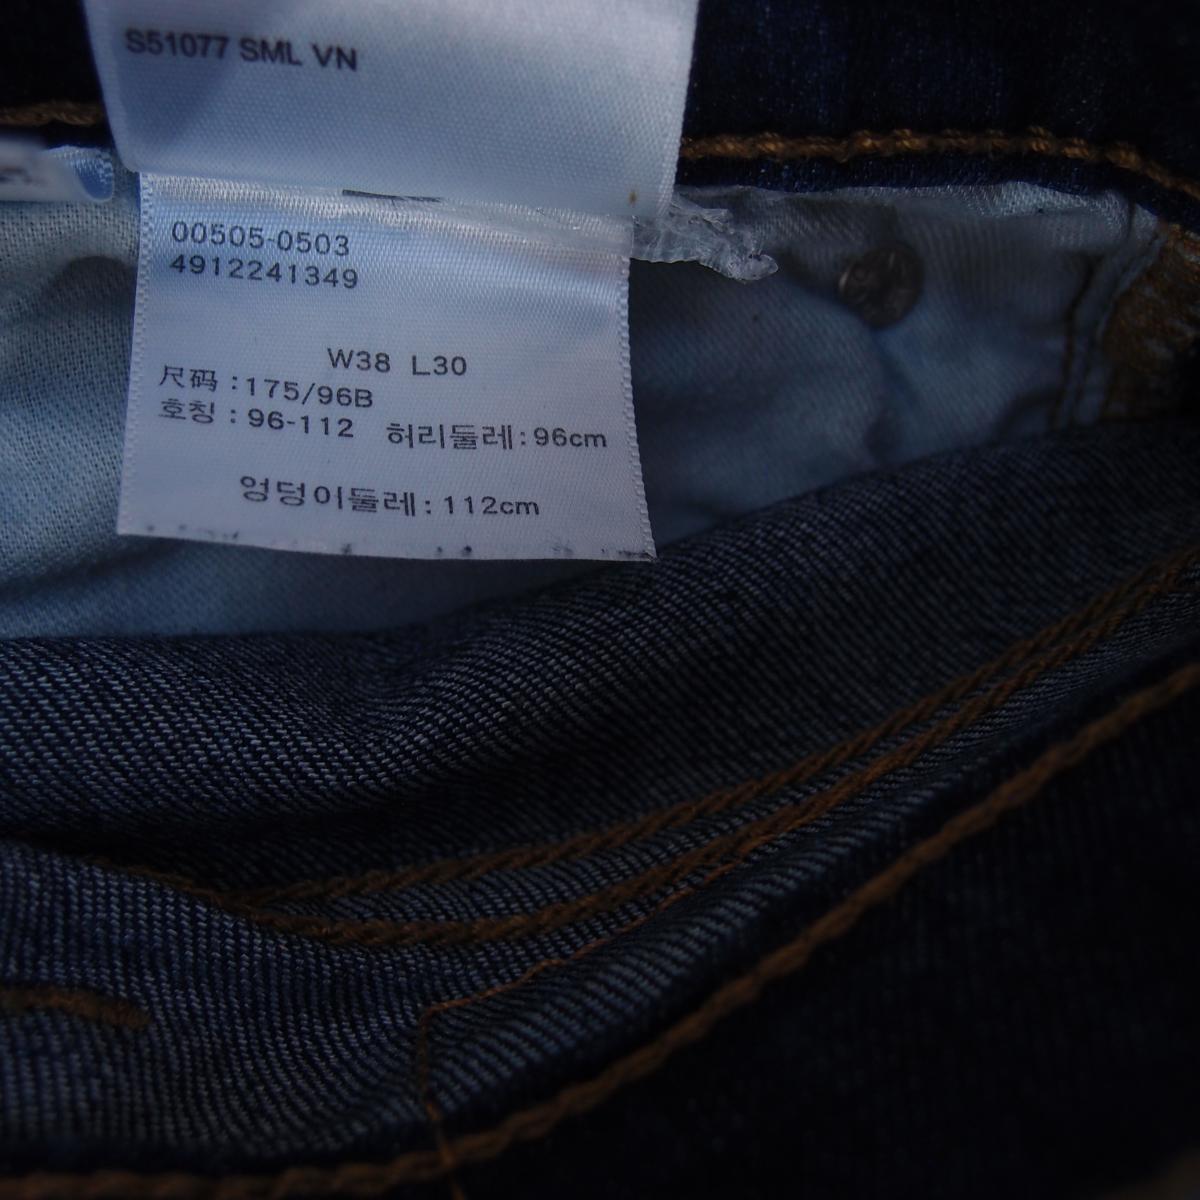 S51077 SML VN
00505-0503
4912241349
W38 L30
尺码 : 175/96B
호칭 : 96-112 허리둘레 : 96cm
엉덩이둘레 : 112cm